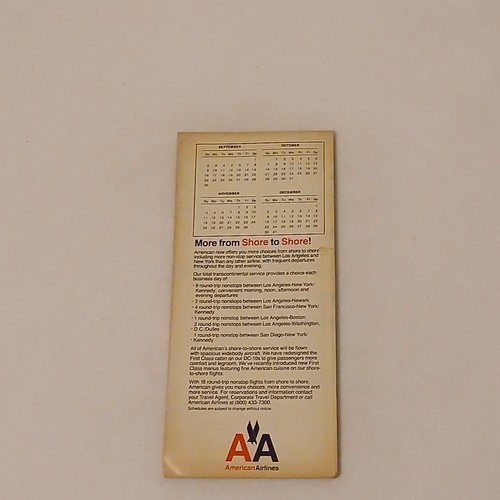 SEPTEMBER OCTOBER
NOVEMBER DECEMBER
More from Shore to Shore!
American now offers you more choices from shore to shore
including more non-stop service between Los Angeles and
New York than any other airline, with frequent departures
throughout the day and evening.
Our total transcontinental service provides a choice each
business day of:
• 8 round-trip nonstops between Los Angeles-New York/
Kennedy; convenient morning, noon, afternoon and
evening departures
• 2 round-trip nonstops between Los Angeles-Newark
• 4 round-trip nonstops between San Francisco-New York/
Kennedy
• 1 round-trip nonstop between Los Angeles-Boston
2 round-trip nonstops between Los Angeles-Washington,
• D.C./Dulles
1 round-trip nonstop between San Diego-New York/
• Kennedy
All of American's shore-to-shore service will be flown
with spacious widebody aircraft. We have redesigned the
First Class cabin on our DC-10s to give passengers more
comfort and legroom. We've recently introduced new First
Class menus featuring fine American cuisine on our shore-
to-shore flights.
With 18 round-trip nonstop flights from shore to shore,
American gives you more choices, more convenience and
more service. For reservations and information contact
your Travel Agent, Corporate Travel Department or call
American Airlines at (800) 433-7300.
Schedules are subject to change without notice.
AA
AmericanAirlines